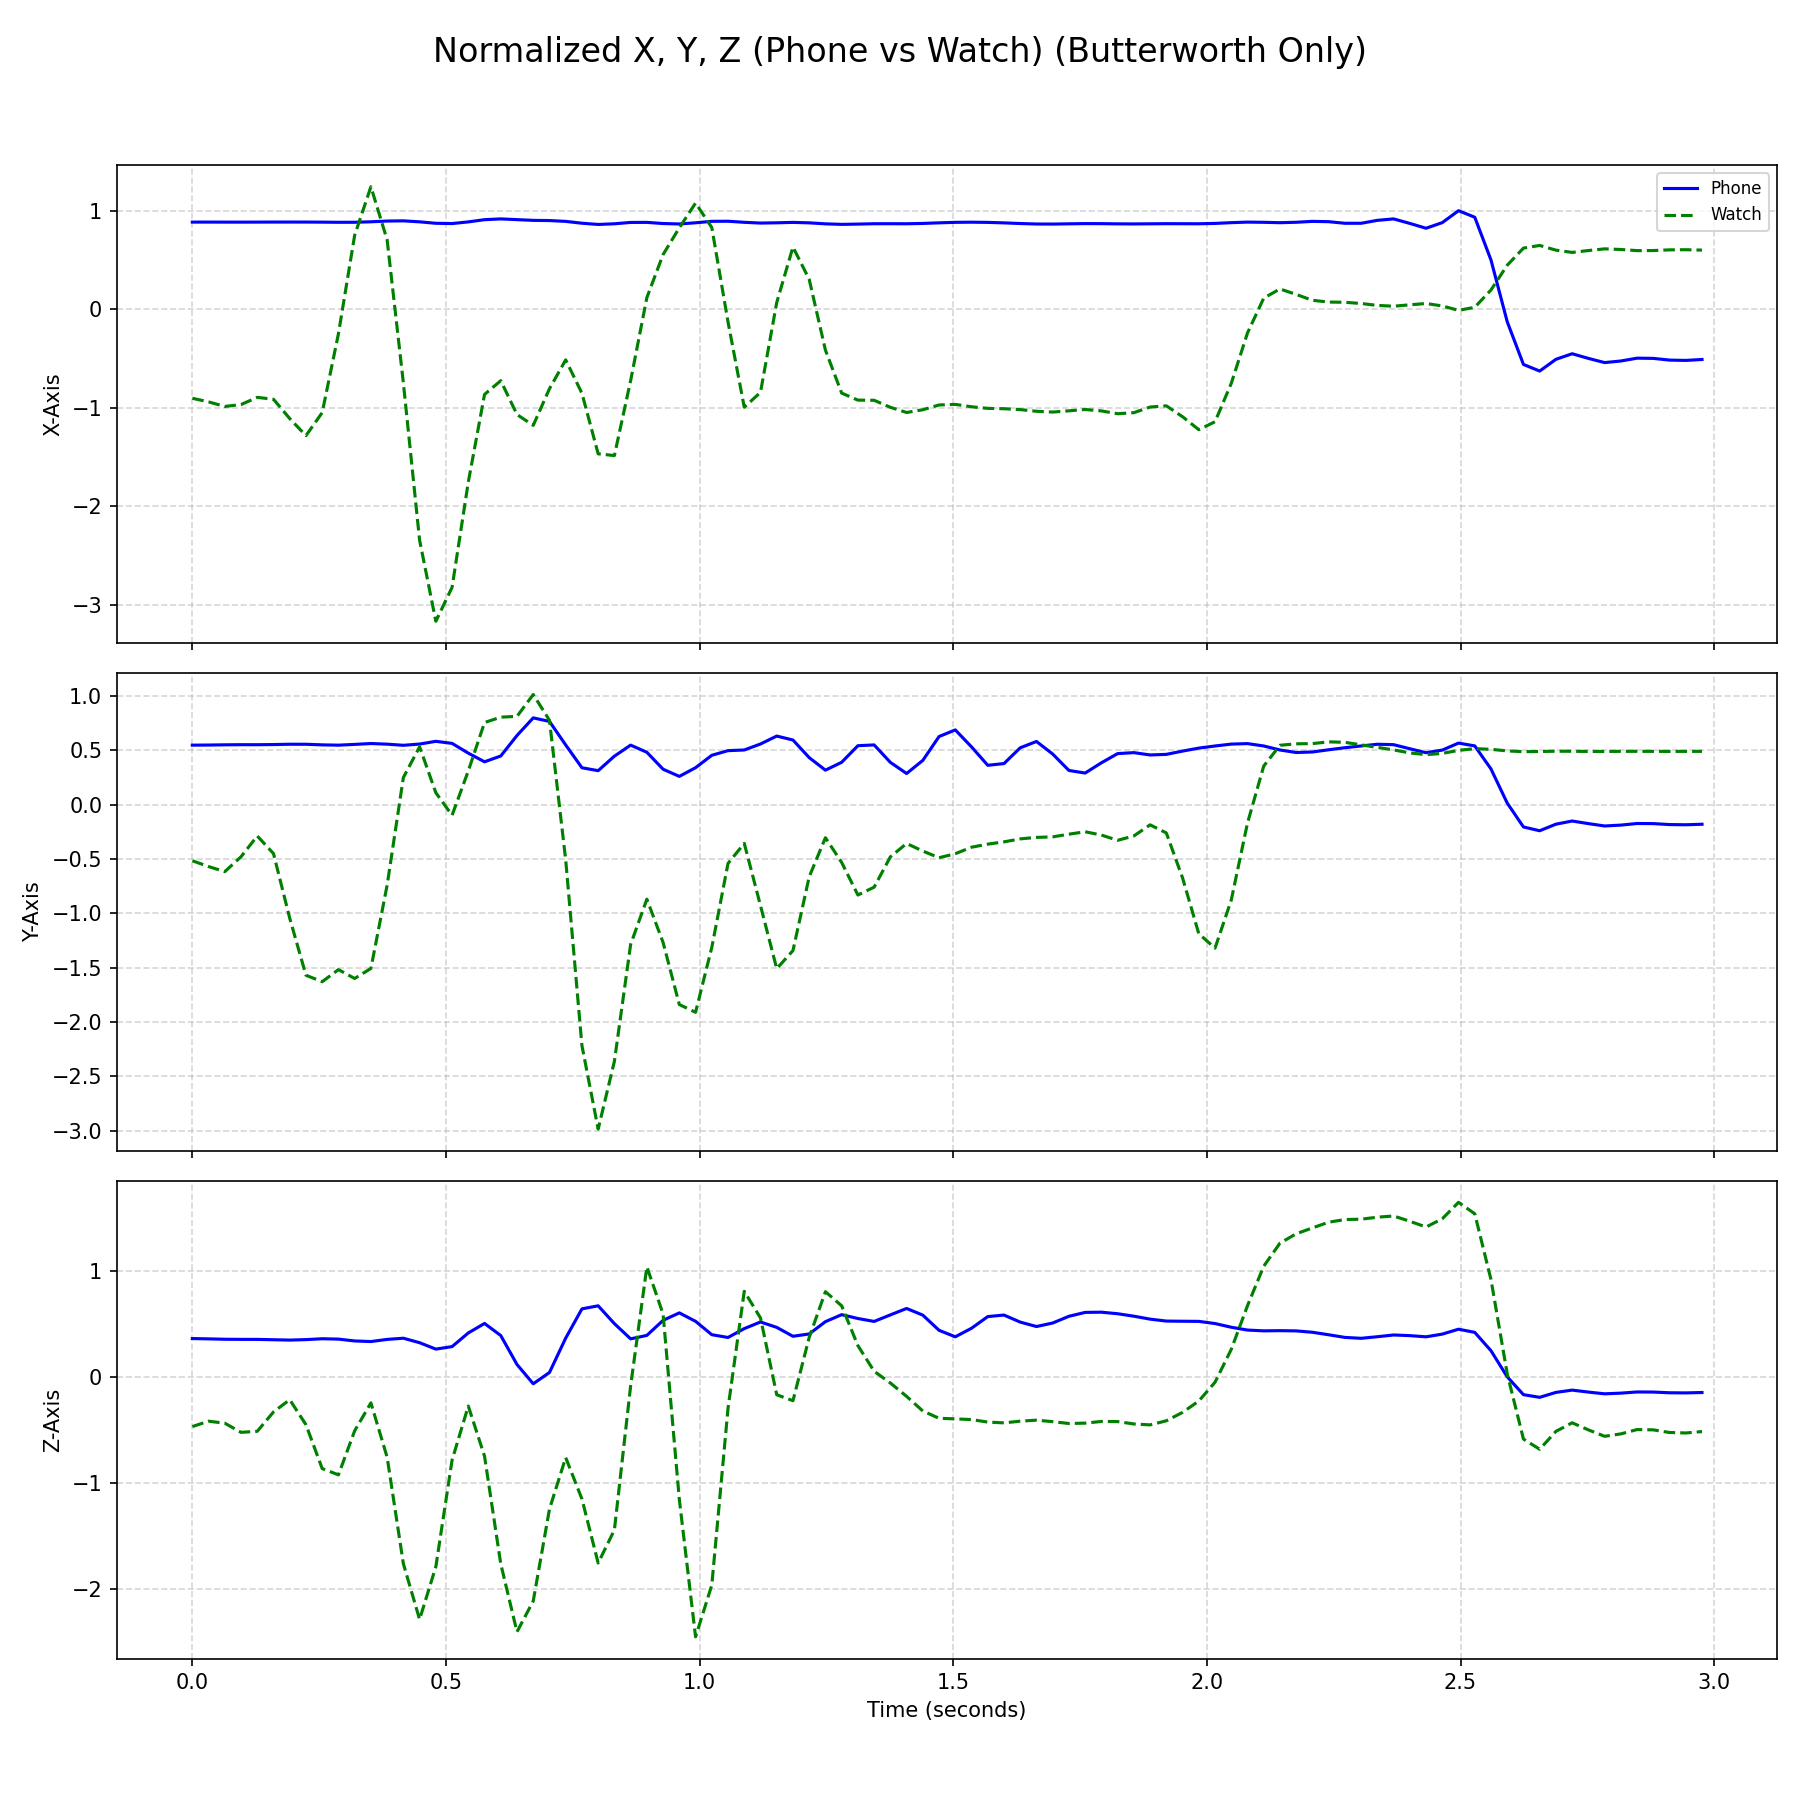 Normalized X, Y, Z (Phone vs Watch) (Butterworth Only)
Phone
Watch
X-Axis
1
0
−1
−2
−3
Y-Axis
1.0
0.5
0.0
−0.5
−1.0
−1.5
−2.0
−2.5
−3.0
Z-Axis
1
0
−1
−2
0.0 0.5 1.0 1.5 2.0 2.5 3.0
Time (seconds)